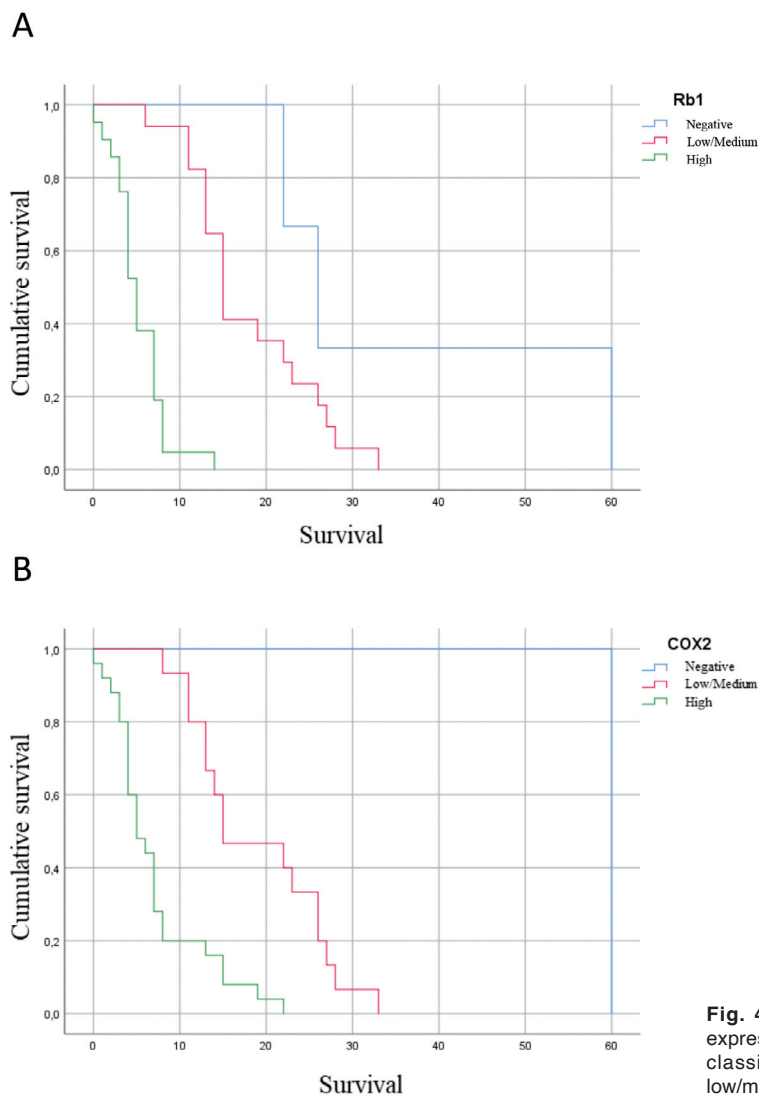 A
Rb1
Negative
Low/Medium
High
Cumulative survival
1,0
0,8
0,6
0,4
0,2
0,0
0 10 20 30 40 50 60
Survival
B
COX2
Negative
Low/Medium
High
Cumulative survival
1,0
0,8
0,6
0,4
0,2
0,0
0 10 20 30 40 50 60
Survival
Fig. 4
expres
classi
low/m